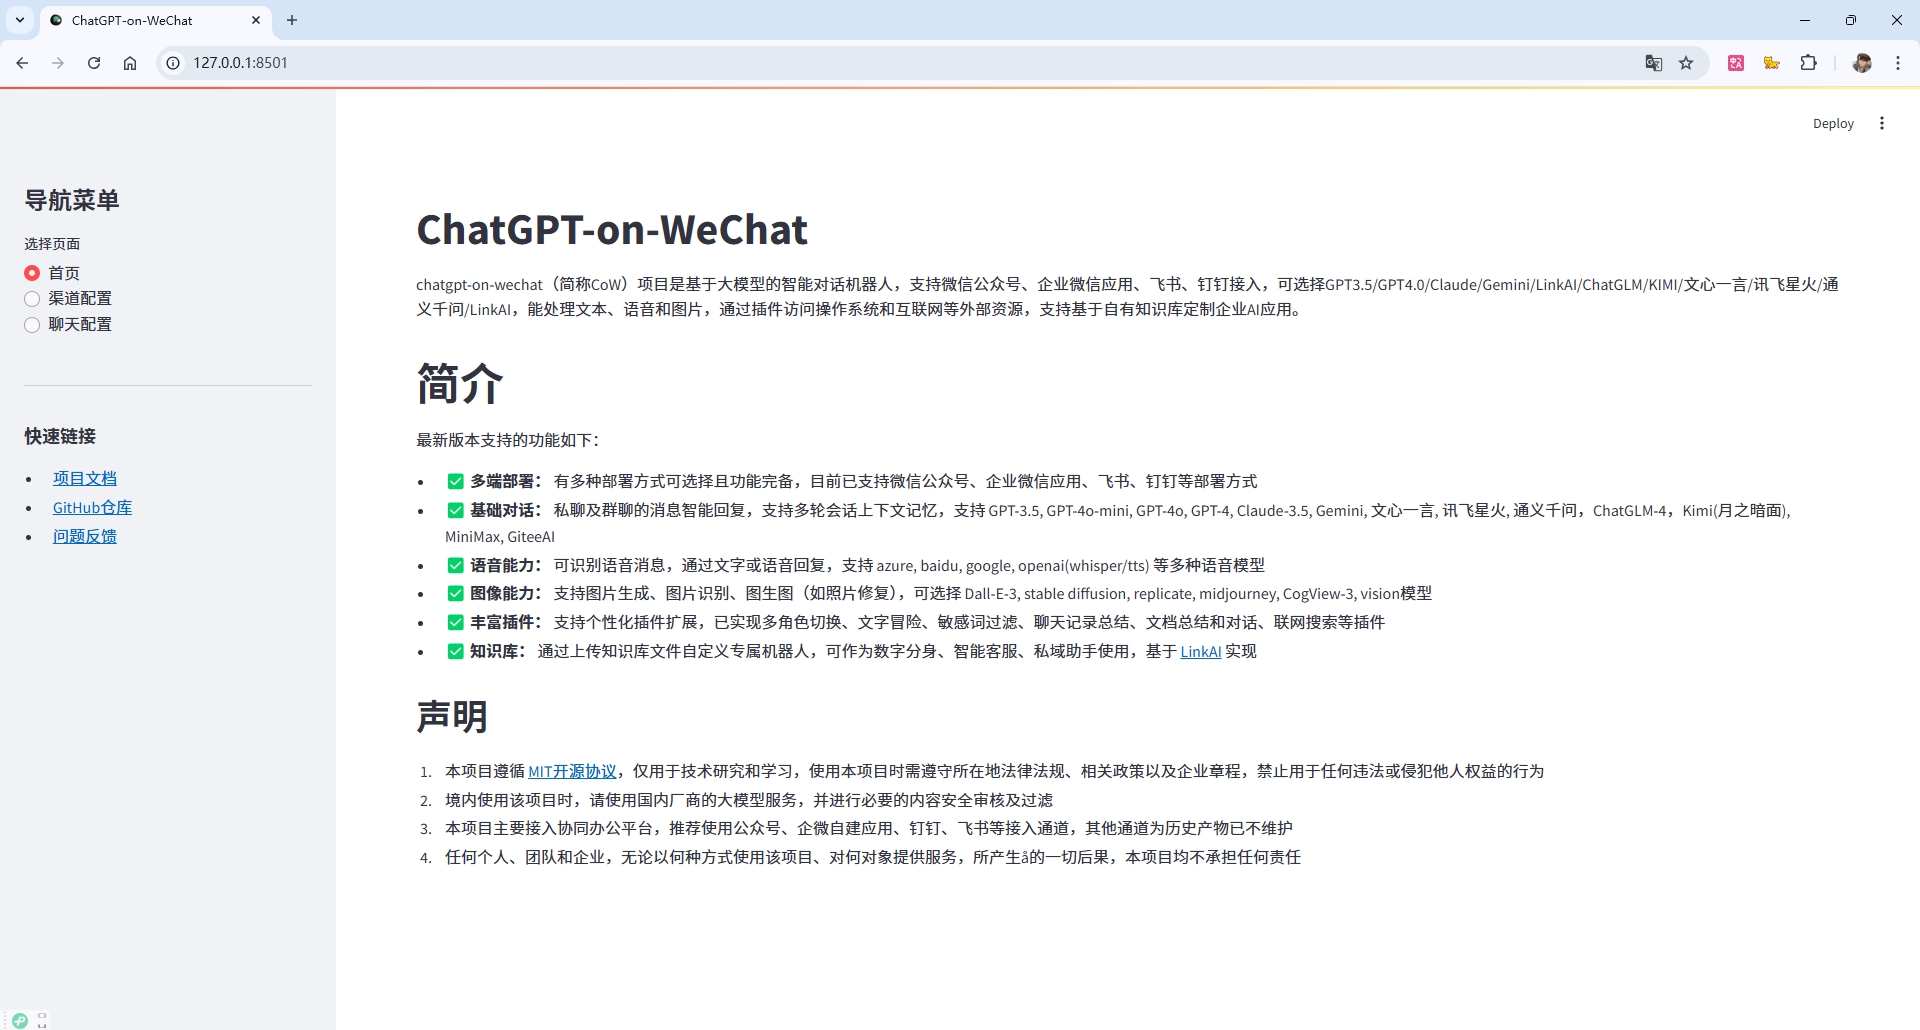 ChatGPT-on-WeChat
127.0.0.1:8501
Deploy
导航菜单
选择页面
首页
渠道配置
聊天配置
快速链接
项目文档
GitHub仓库
问题反馈
ChatGPT-on-WeChat
chatgpt-on-wechat（简称CoW）项目是基于大模型的智能对话机器人，支持微信公众号、企业微信应用、飞书、钉钉接入，可选择GPT3.5/GPT4.0/Claude/Gemini/LinkAI/ChatGLM/KIMI/文心一言/讯飞星火/通
义千问/LinkAI，能处理文本、语音和图片，通过插件访问操作系统和互联网等外部资源，支持基于自有知识库定制企业AI应用。
简介
最新版本支持的功能如下：
• ✅ 多端部署： 有多种部署方式可选择且功能完备，目前已支持微信公众号、企业微信应用、飞书、钉钉等部署方式
• ✅ 基础对话： 私聊及群聊的消息智能回复，支持多轮会话上下文记忆，支持 GPT-3.5, GPT-4o-mini, GPT-4o, GPT-4, Claude-3.5, Gemini, 文心一言, 讯飞星火, 通义千问，ChatGLM-4，Kimi(月之暗面),
MiniMax, GiteeAI
• ✅ 语音能力： 可识别语音消息，通过文字或语音回复，支持 azure, baidu, google, openai(whisper/tts) 等多种语音模型
• ✅ 图像能力： 支持图片生成、图片识别、图生图（如照片修复），可选择 Dall-E-3, stable diffusion, replicate, midjourney, CogView-3, vision模型
• ✅ 丰富插件： 支持个性化插件扩展，已实现多角色切换、文字冒险、敏感词过滤、聊天记录总结、文档总结和对话、联网搜索等插件
• ✅ 知识库： 通过上传知识库文件自定义专属机器人，可作为数字分身、智能客服、私域助手使用，基于 LinkAI 实现
声明
1. 本项目遵循 MIT开源协议，仅用于技术研究和学习，使用本项目时需遵守所在地法律法规、相关政策以及企业章程，禁止用于任何违法或侵犯他人权益的行为
2. 境内使用该项目时，请使用国内厂商的大模型服务，并进行必要的内容安全审核及过滤
3. 本项目主要接入协同办公平台，推荐使用公众号、企微自建应用、钉钉、飞书等接入通道，其他通道为历史产物已不维护
4. 任何个人、团队和企业，无论以何种方式使用该项目、对何对象提供服务，所产生å的一切后果，本项目均不承担任何责任